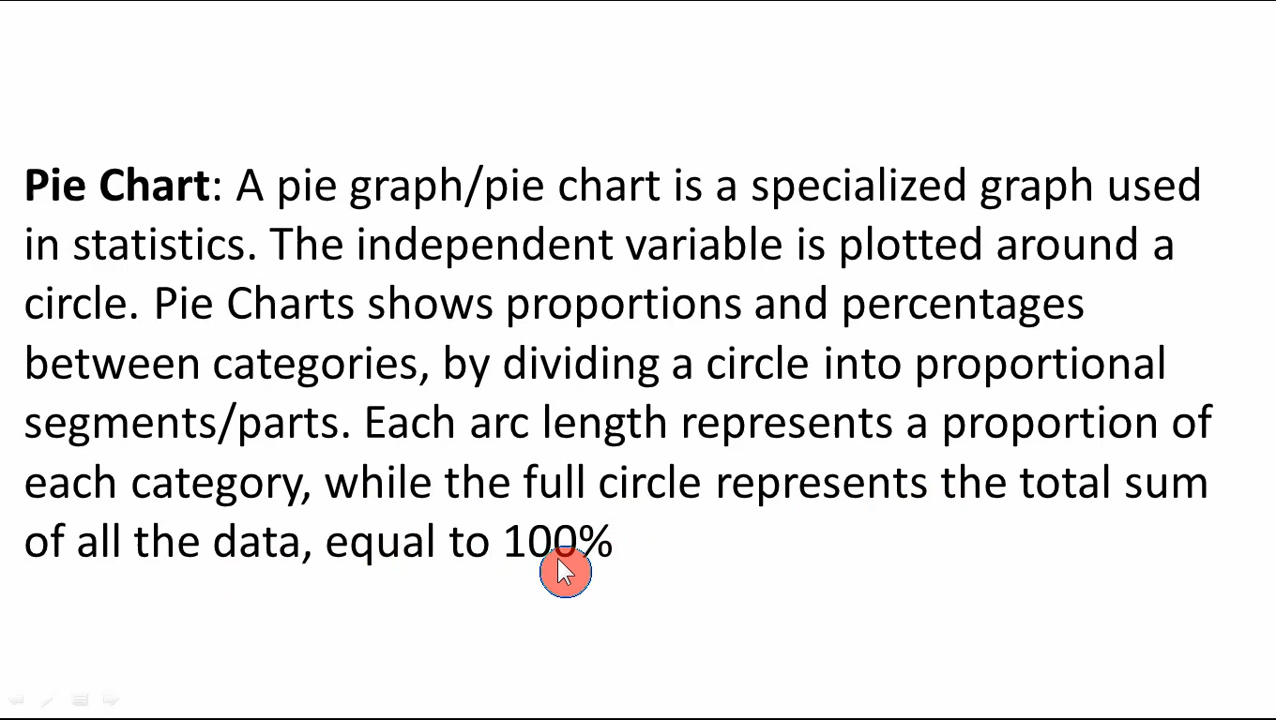 Pie Chart: A pie graph/pie chart is a specialized graph used
in statistics. The independent variable is plotted around a
circle. Pie Charts shows proportions and percentages
between categories, by dividing a circle into proportional
segments/parts. Each arc length represents a proportion of
each category, while the full circle represents the total sum
of all the data, equal to 100%